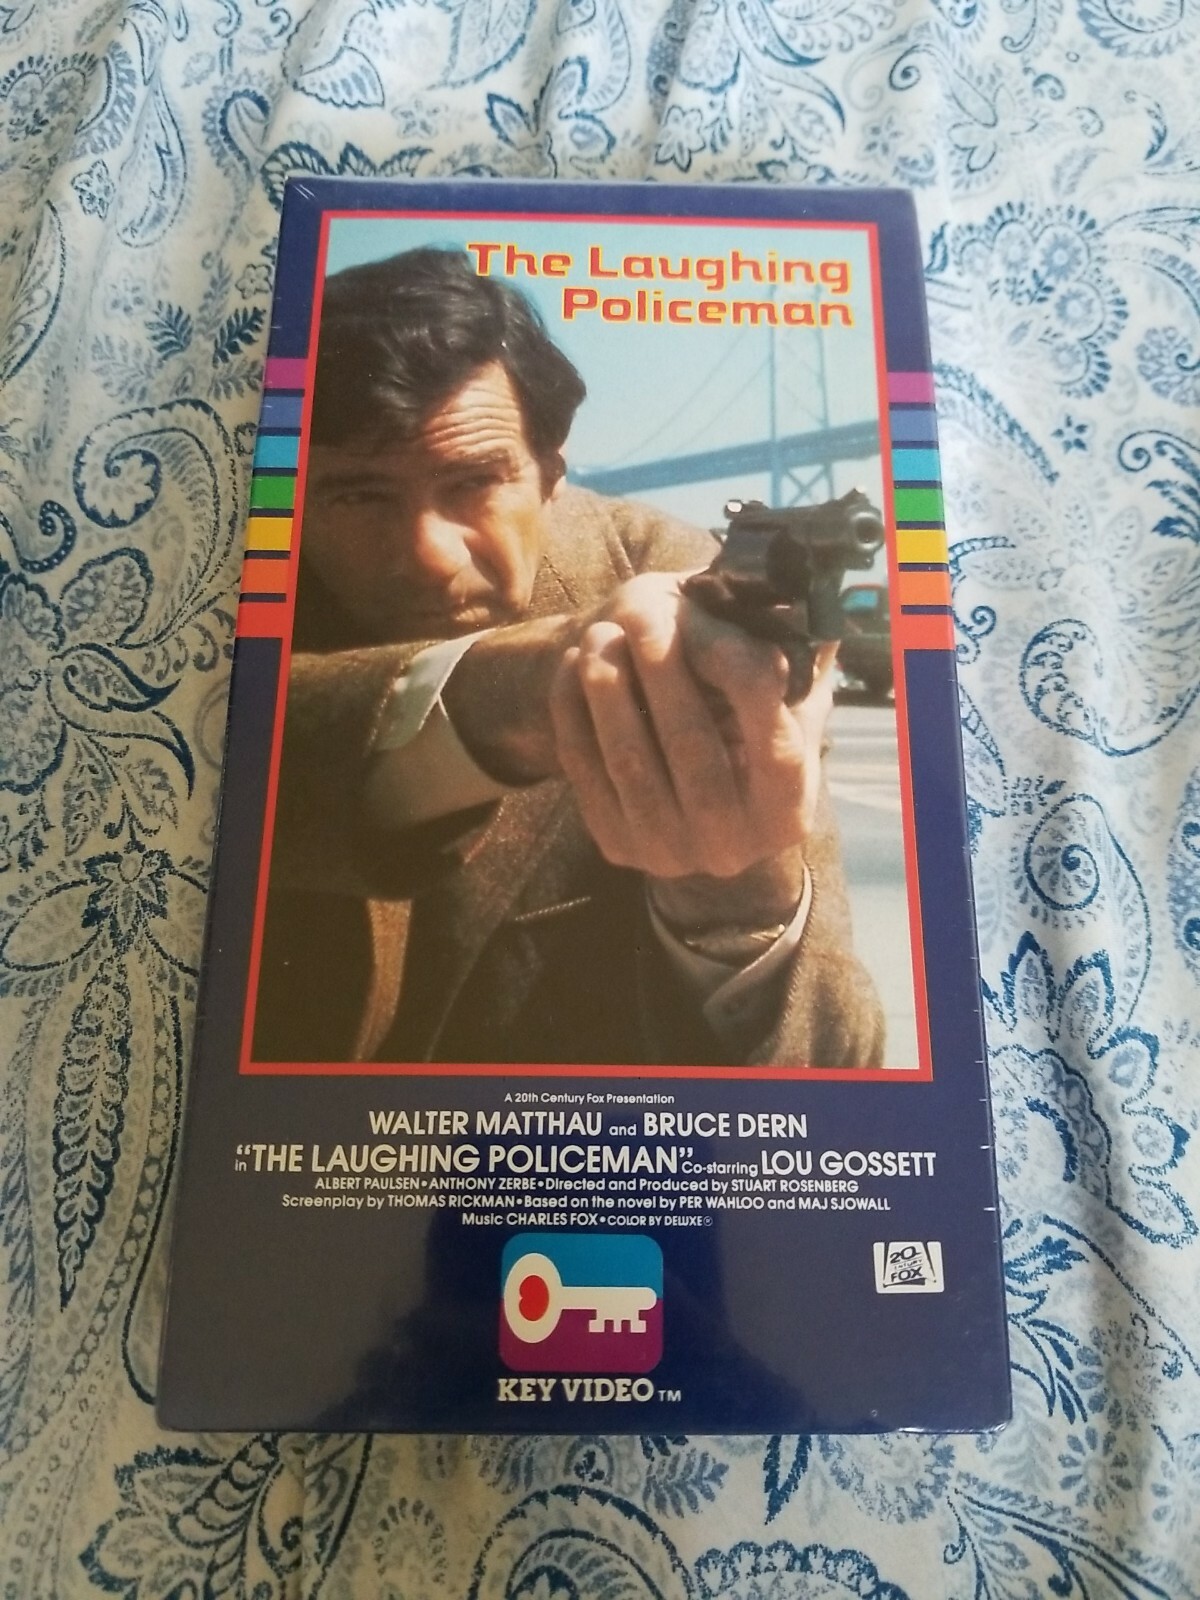 The Laughing
Policeman
A 20th Century Fox Presentation
WALTER MATTHAU and BRUCE DERN
in "THE LAUGHING POLICEMAN" Co-starring LOU GOSSETT
ALBERT PAULSEN • ANTHONY ZERBE • Directed and Produced by STUART ROSENBERG
Screenplay by THOMAS RICKMAN • Based on the novel by PER WAHLOO and MAJ SJOWALL
Music CHARLES FOX • COLOR BY DELUXE®
20
CENTURY
FOX
KEY VIDEO TM